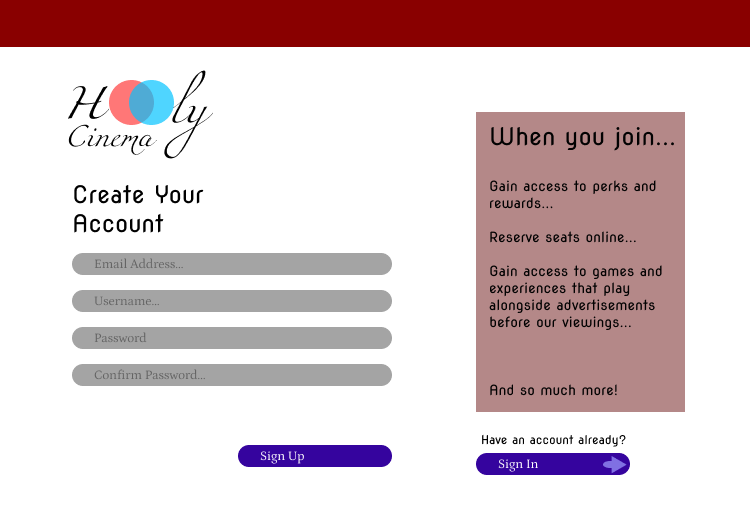 Hooly
Cinema
Create Your
Account
Email Address...
Username...
Password
Confirm Password...
Sign Up
When you join...
Gain access to perks and
rewards...
Reserve seats online...
Gain access to games and
experiences that play
alongside advertisements
before our viewings...
And so much more!
Have an account already?
Sign In